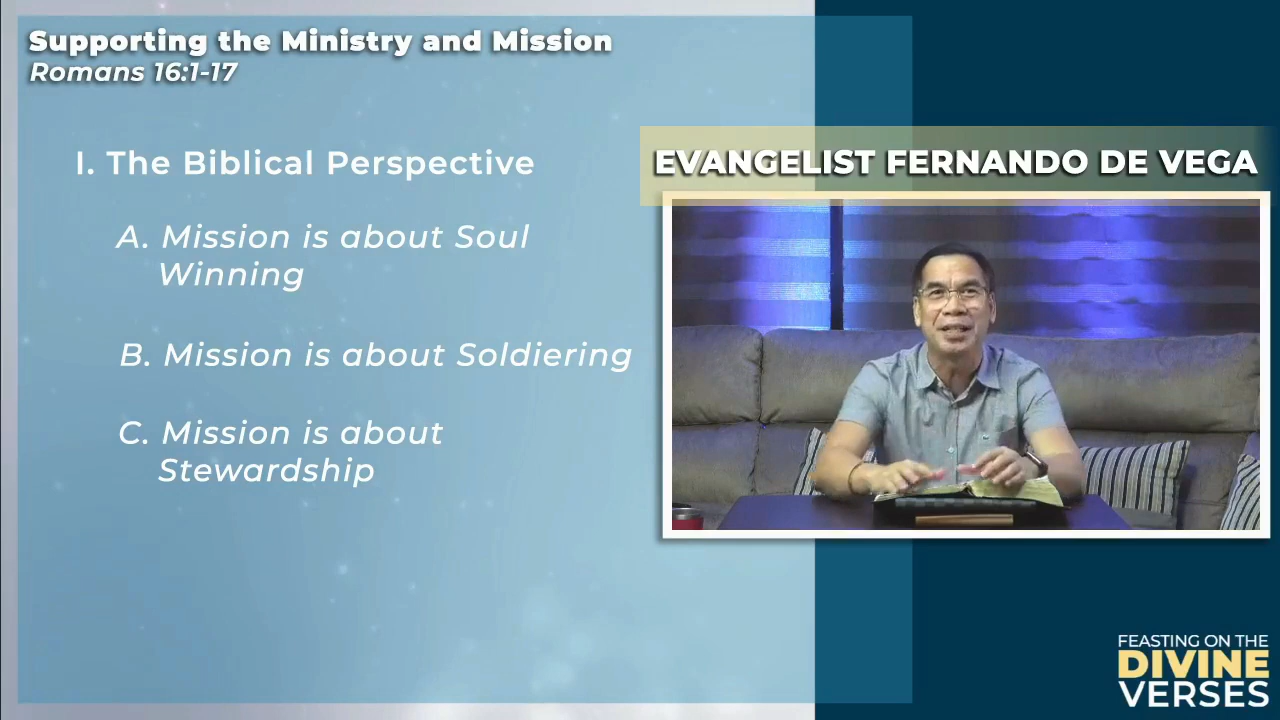 Supporting the Ministry and Mission
Romans 16:1-17
I. The Biblical Perspective
A. Mission is about Soul
Winning
B. Mission is about Soldiering
C. Mission is about
Stewardship
EVANGELIST FERNANDO DE VEGA
FEASTING ON THE
DIVINE
VERSES